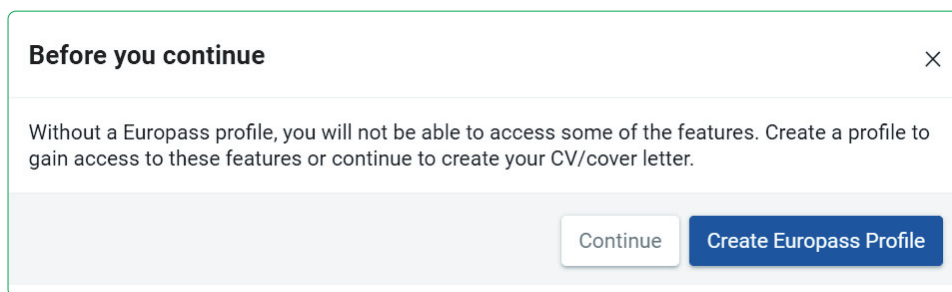 Before you continue
Without a Europass profile, you will not be able to access some of the features. Create a profile to
gain access to these features or continue to create your CV/cover letter.
Continue
Create Europass Profile